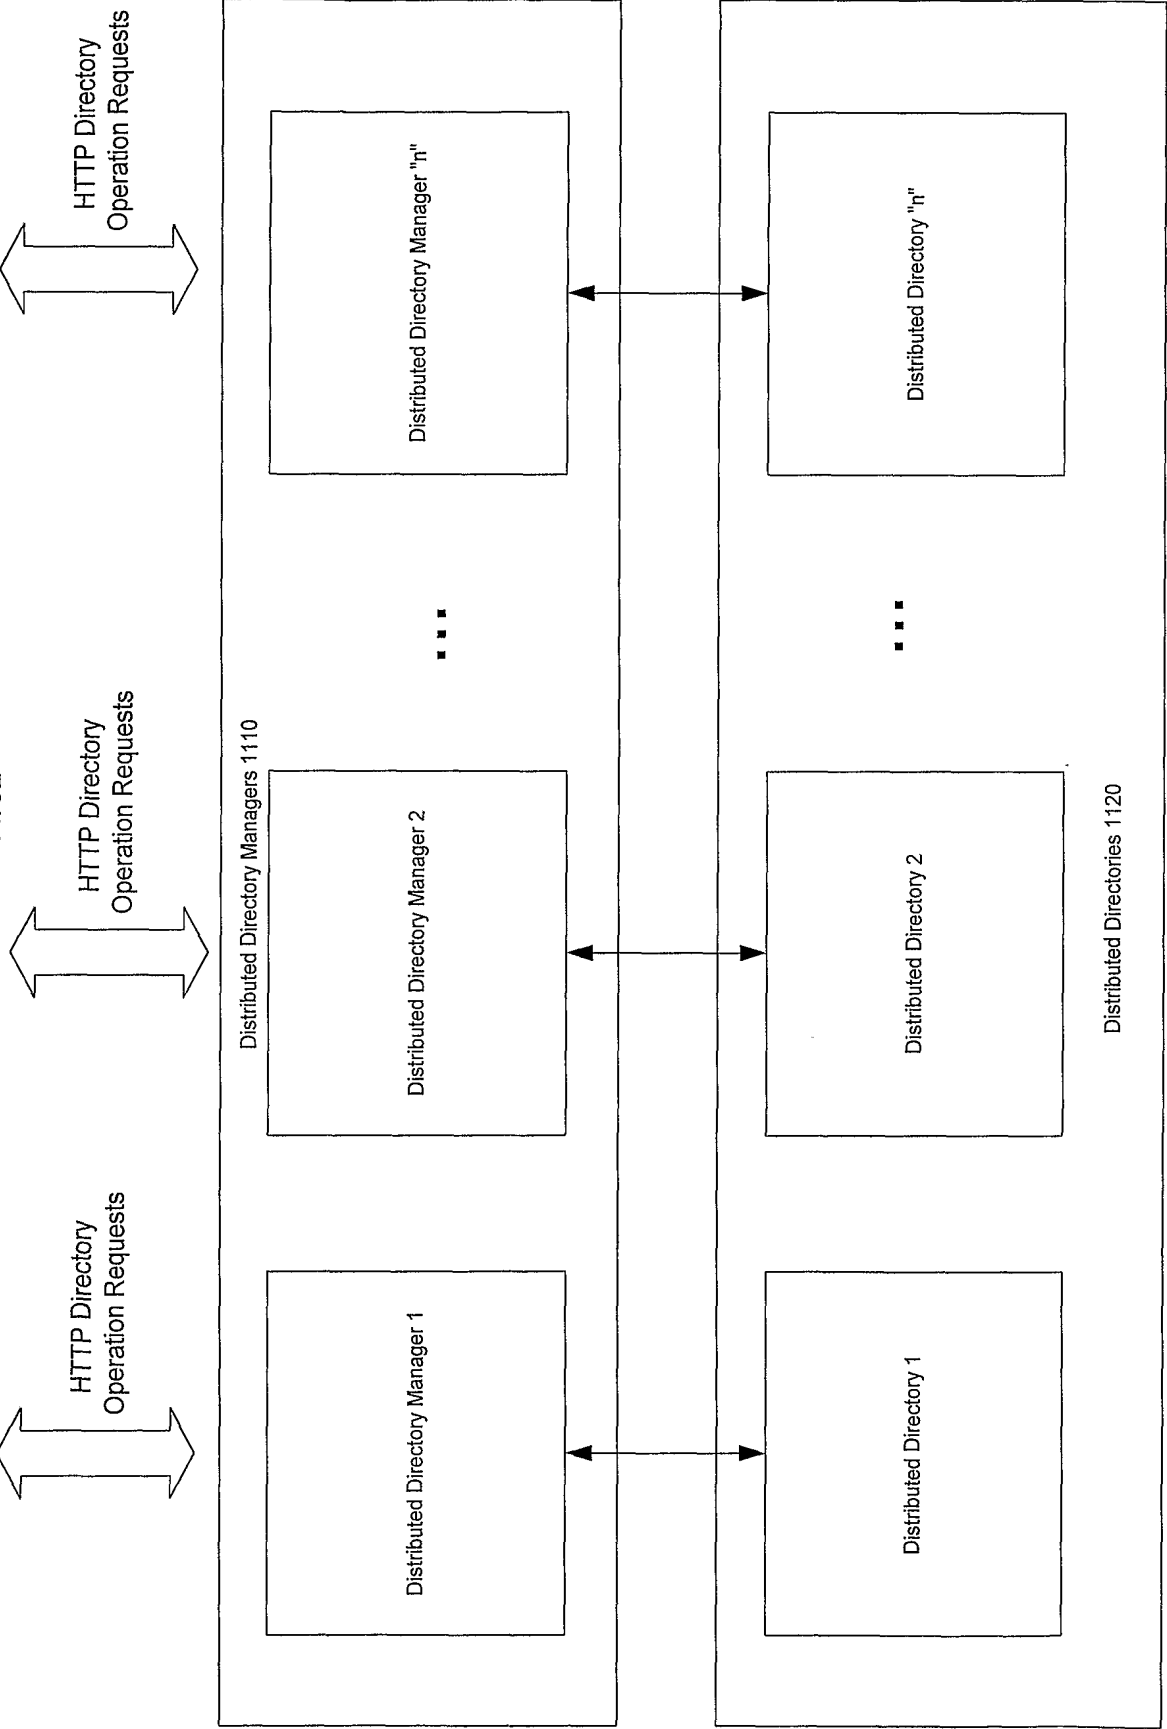 HTTP Directory
Operation Requests
HTTP Directory
Operation Requests
HTTP Directory
Operation Requests
Distributed Directory Managers 1110
Distributed Directory Manager 1
Distributed Directory Manager 2
...
Distributed Directory Manager "n"
Distributed Directory 1
Distributed Directory 2
...
Distributed Directory "n"
Distributed Directories 1120